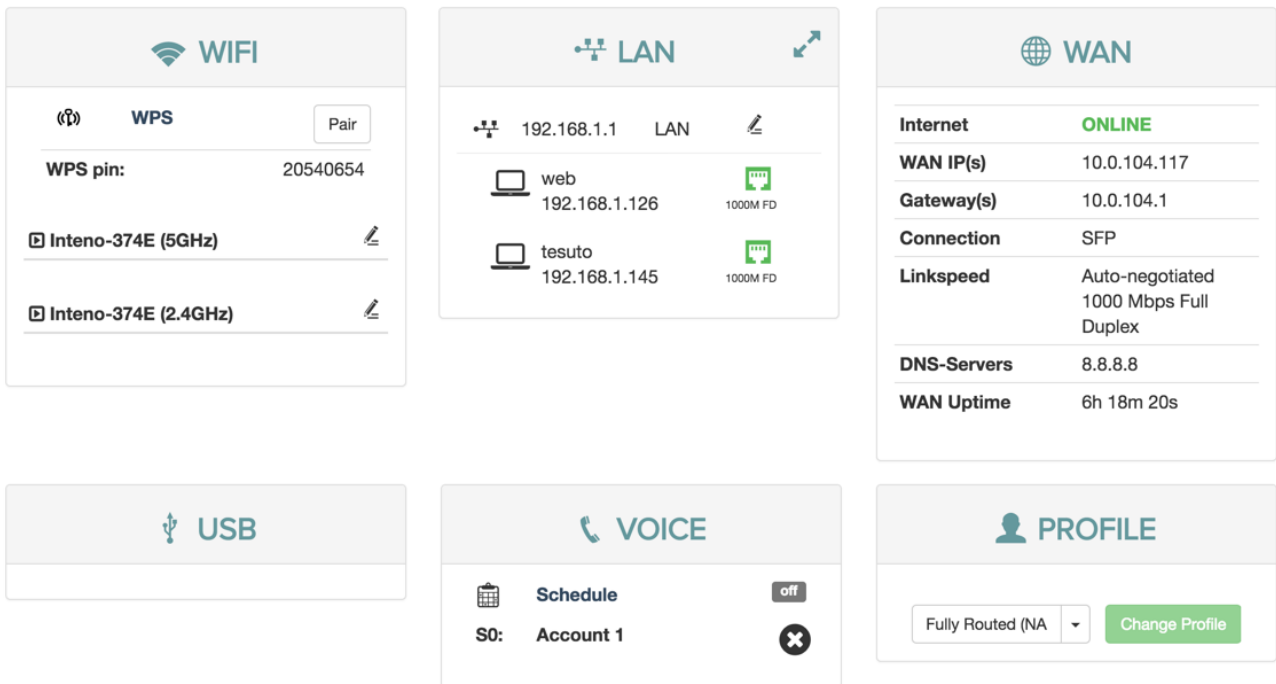 WIFI
WPS
Pair
WPS pin: 20540654
Inteno-374E (5GHz)
Inteno-374E (2.4GHz)
LAN
192.168.1.1 LAN
web
192.168.1.126
1000M FD
tesuto
192.168.1.145
1000M FD
WAN
Internet ONLINE
WAN IP(s) 10.0.104.117
Gateway(s) 10.0.104.1
Connection SFP
Linkspeed Auto-negotiated
1000 Mbps Full
Duplex
DNS-Servers 8.8.8.8
WAN Uptime 6h 18m 20s
USB
VOICE
Schedule off
S0: Account 1
PROFILE
Fully Routed (NA
Change Profile